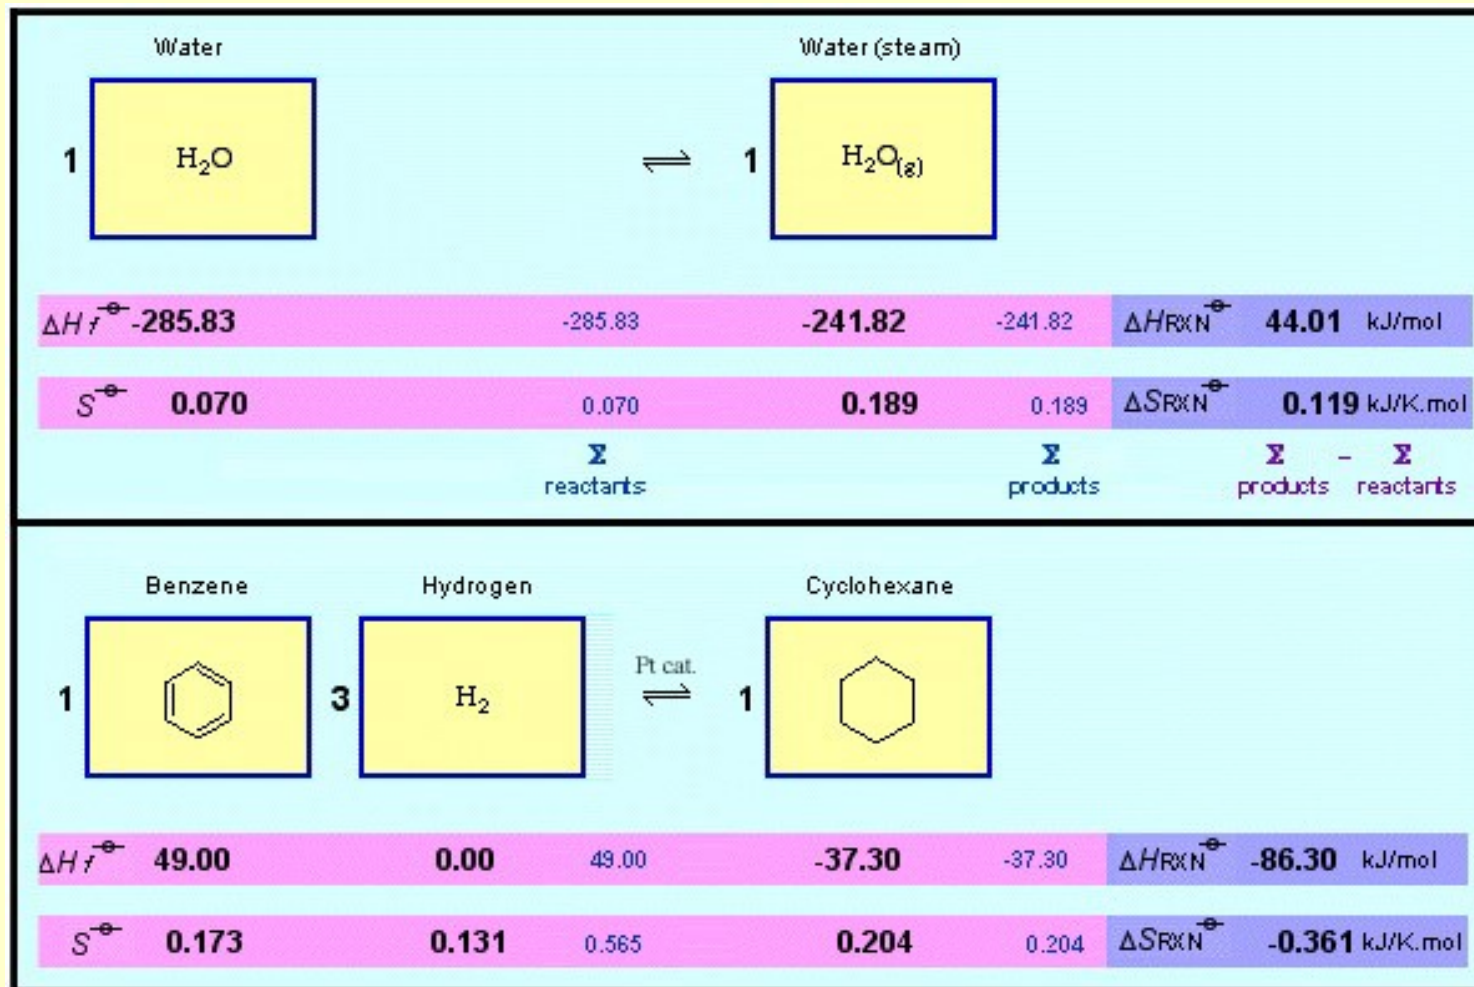 Water Water (steam)
1 H₂O ⇌ 1 H₂O(g)
ΔHf⦵ -285.83 -285.83 -241.82 -241.82 ΔHRXN⦵ 44.01 kJ/mol
S⦵ 0.070 0.070 0.189 0.189 ΔSRXN⦵ 0.119 kJ/K.mol
Σ Σ Σ – Σ
reactants products products reactants
Benzene Hydrogen Cyclohexane
Pt cat.
1 3 H₂ ⇌ 1
ΔHf⦵ 49.00 0.00 49.00 -37.30 -37.30 ΔHRXN⦵ -86.30 kJ/mol
S⦵ 0.173 0.131 0.565 0.204 0.204 ΔSRXN⦵ -0.361 kJ/K.mol